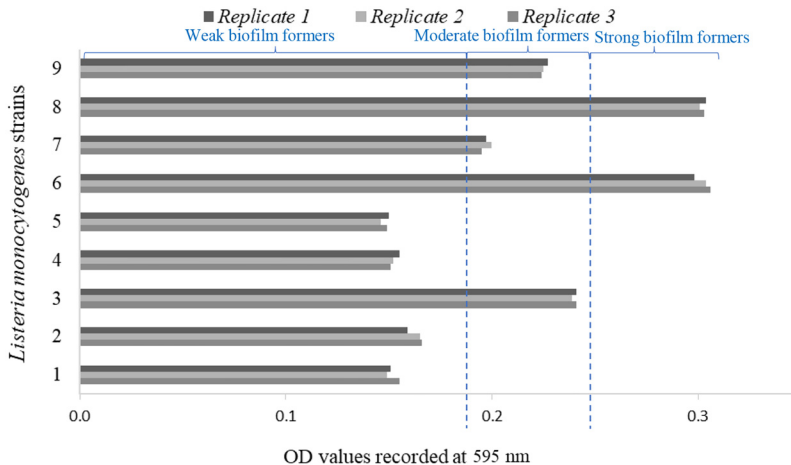 Replicate 1 Replicate 2 Replicate 3
Weak biofilm formers Moderate biofilm formers Strong biofilm formers
Listeria monocytogenes strains
9
8
7
6
5
4
3
2
1
0.0 0.1 0.2 0.3
OD values recorded at 595 nm